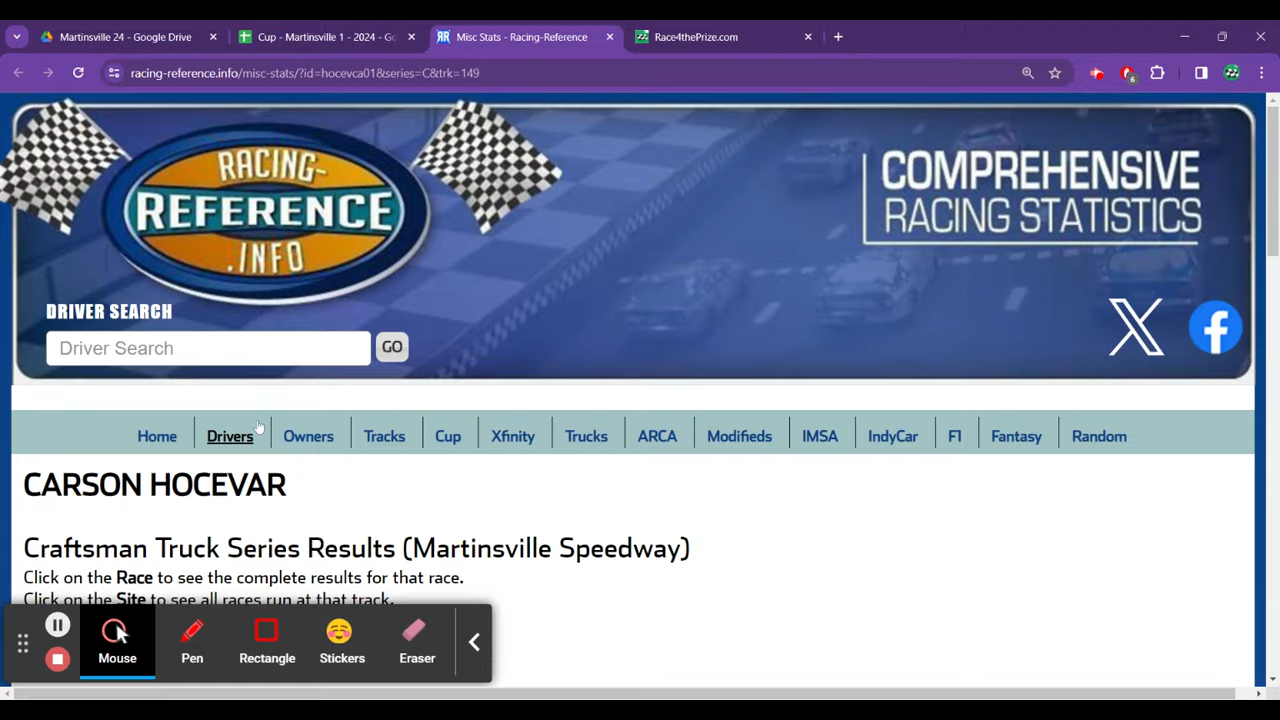 Martinsville 24 - Google Drive
Cup - Martinsville 1 - 2024 - Go
Misc Stats - Racing-Reference
Race4thePrize.com
racing-reference.info/misc-stats/?id=hocevca01&series=C&trk=149
6
RACING-
REFERENCE
.INFO
COMPREHENSIVE
RACING STATISTICS
DRIVER SEARCH
Driver Search
GO
Home
Drivers
Owners
Tracks
Cup
Xfinity
Trucks
ARCA
Modifieds
IMSA
IndyCar
F1
Fantasy
Random
CARSON HOCEVAR
Craftsman Truck Series Results (Martinsville Speedway)
Click on the Race to see the complete results for that race.
Click on the Site to see all races run at that track.
Mouse
Pen
Rectangle
Stickers
Eraser